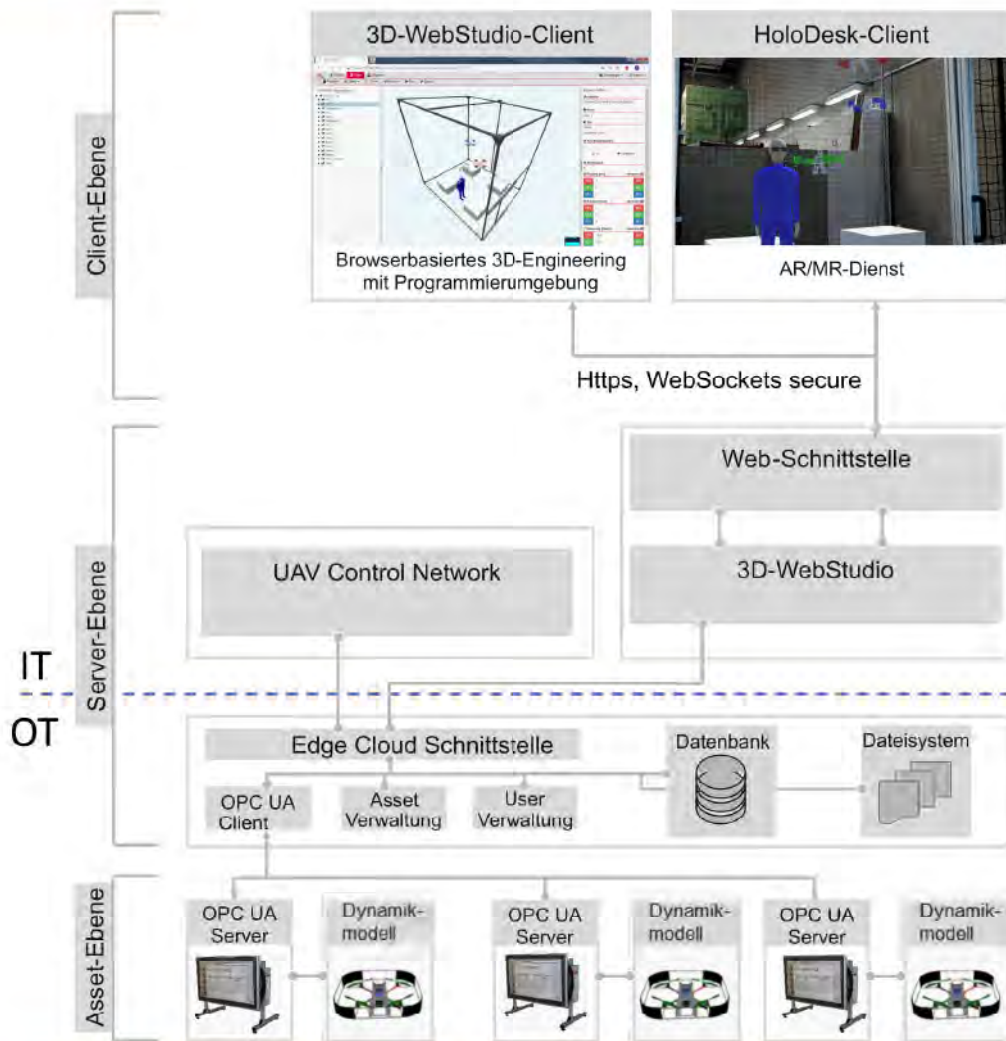 3D-WebStudio-Client
HoloDesk-Client
Browserbasiertes 3D-Engineering
mit Programmierumgebung
AR/MR-Dienst
Client-Ebene
Https, WebSockets secure
Web-Schnittstelle
UAV Control Network
3D-WebStudio
Server-Ebene
IT
OT
Edge Cloud Schnittstelle
Datenbank
Dateisystem
OPC UA
Client
Asset
Verwaltung
User
Verwaltung
Asset-Ebene
OPC UA
Server
Dynamik-
modell
OPC UA
Server
Dynamik-
modell
OPC UA
Server
Dynamik-
modell